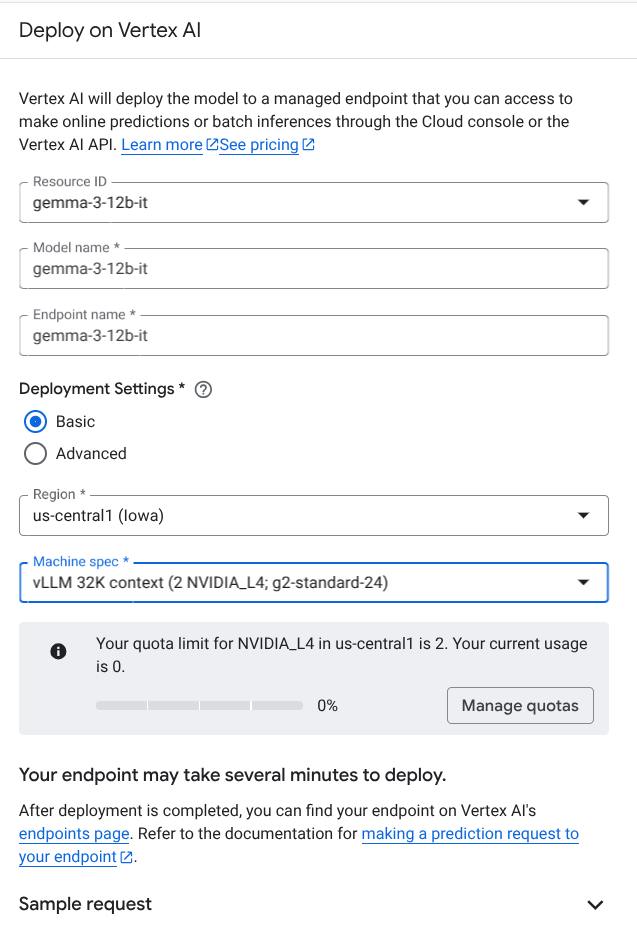 Deploy on Vertex AI
Vertex AI will deploy the model to a managed endpoint that you can access to
make online predictions or batch inferences through the Cloud console or the
Vertex AI API. Learn more See pricing
Resource ID
gemma-3-12b-it
Model name *
gemma-3-12b-it
Endpoint name *
gemma-3-12b-it
Deployment Settings *
Basic
Advanced
Region *
us-central1 (Iowa)
Machine spec *
vLLM 32K context (2 NVIDIA_L4; g2-standard-24)
Your quota limit for NVIDIA_L4 in us-central1 is 2. Your current usage
is 0.
0%
Manage quotas
Your endpoint may take several minutes to deploy.
After deployment is completed, you can find your endpoint on Vertex AI's
endpoints page. Refer to the documentation for making a prediction request to
your endpoint.
Sample request